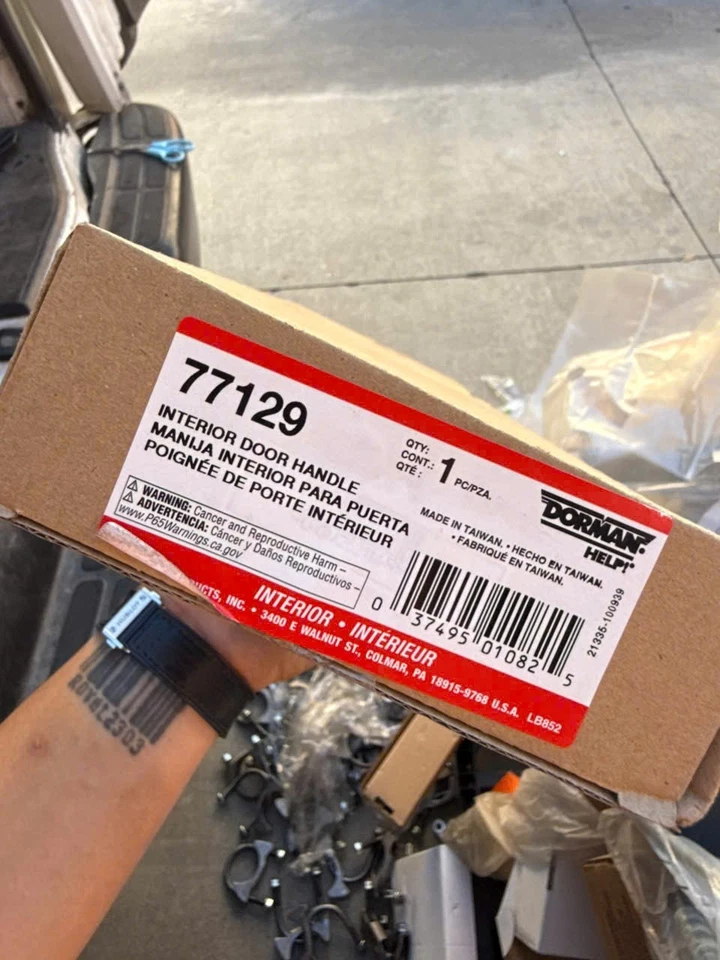 77129
INTERIOR DOOR HANDLE
MANIJA INTERIOR PARA PUERTA
POIGNÉE DE PORTE INTÉRIEUR
QTY:
CONT.:
QTÉ :
1 PC/PZA.
DORMAN®
HELP!®
MADE IN TAIWAN. • HECHO EN TAIWAN.
• FABRIQUÉ EN TAIWAN.
WARNING: Cancer and Reproductive Harm –
ADVERTENCIA: Cáncer y Daños Reproductivos –
www.P65Warnings.ca.gov
0 37495 01082 5
21335-100939
INTERIOR • INTÉRIEUR
UCTS, INC. • 3400 E WALNUT ST., COLMAR, PA 18915-9768 U.S.A. LB852
HUBLOT